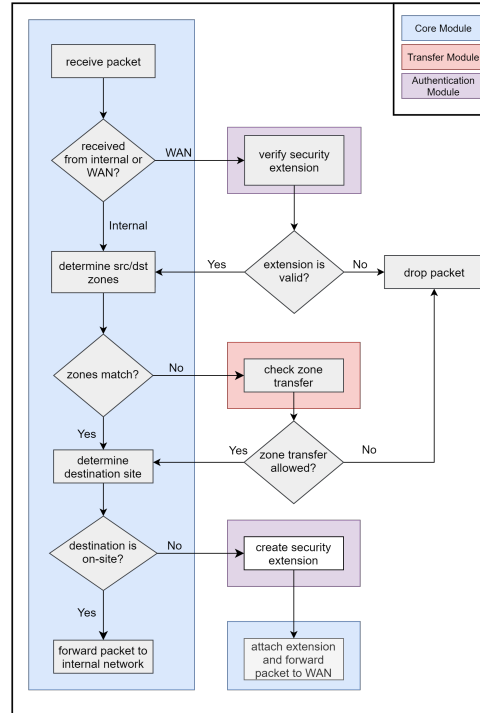 Core Module
Transfer Module
Authentication
Module
receive packet
received
from internal or
WAN?
WAN
verify security
extension
Internal
determine src/dst
zones
Yes
extension is
valid?
No
drop packet
zones match?
No
check zone
transfer
Yes
determine
destination site
Yes
zone transfer
allowed?
No
destination is
on-site?
No
create security
extension
Yes
forward packet to
internal network
attach extension
and forward
packet to WAN